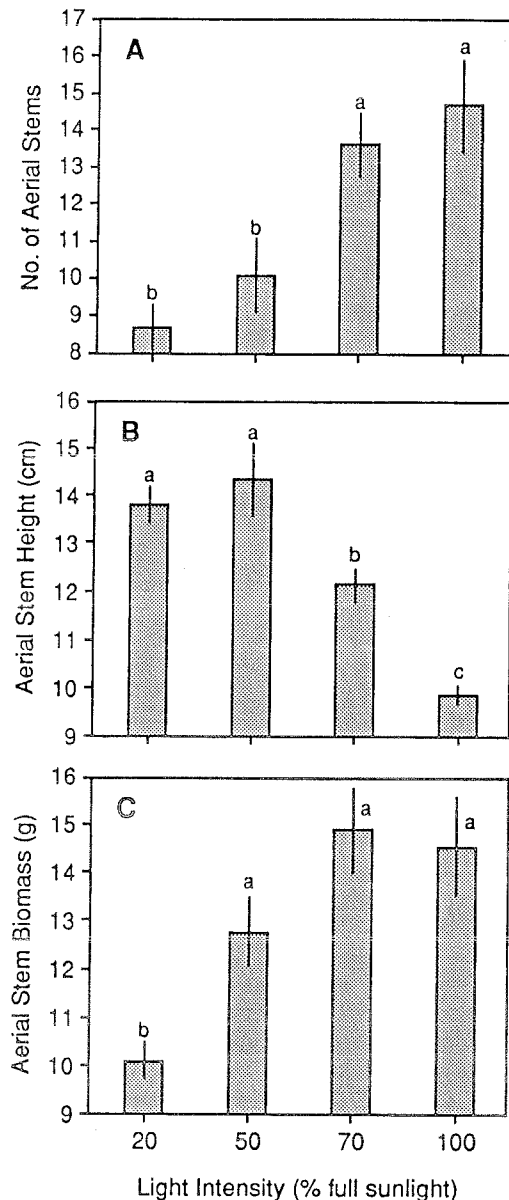 A
No. of Aerial Stems
17
16
15
14
13
12
11
10
9
8
b
b
a
a
B
Aerial Stem Height (cm)
16
15
14
13
12
11
10
9
a
a
b
c
C
Aerial Stem Biomass (g)
16
15
14
13
12
11
10
9
b
a
a
a
20 50 70 100
Light Intensity (% full sunlight)